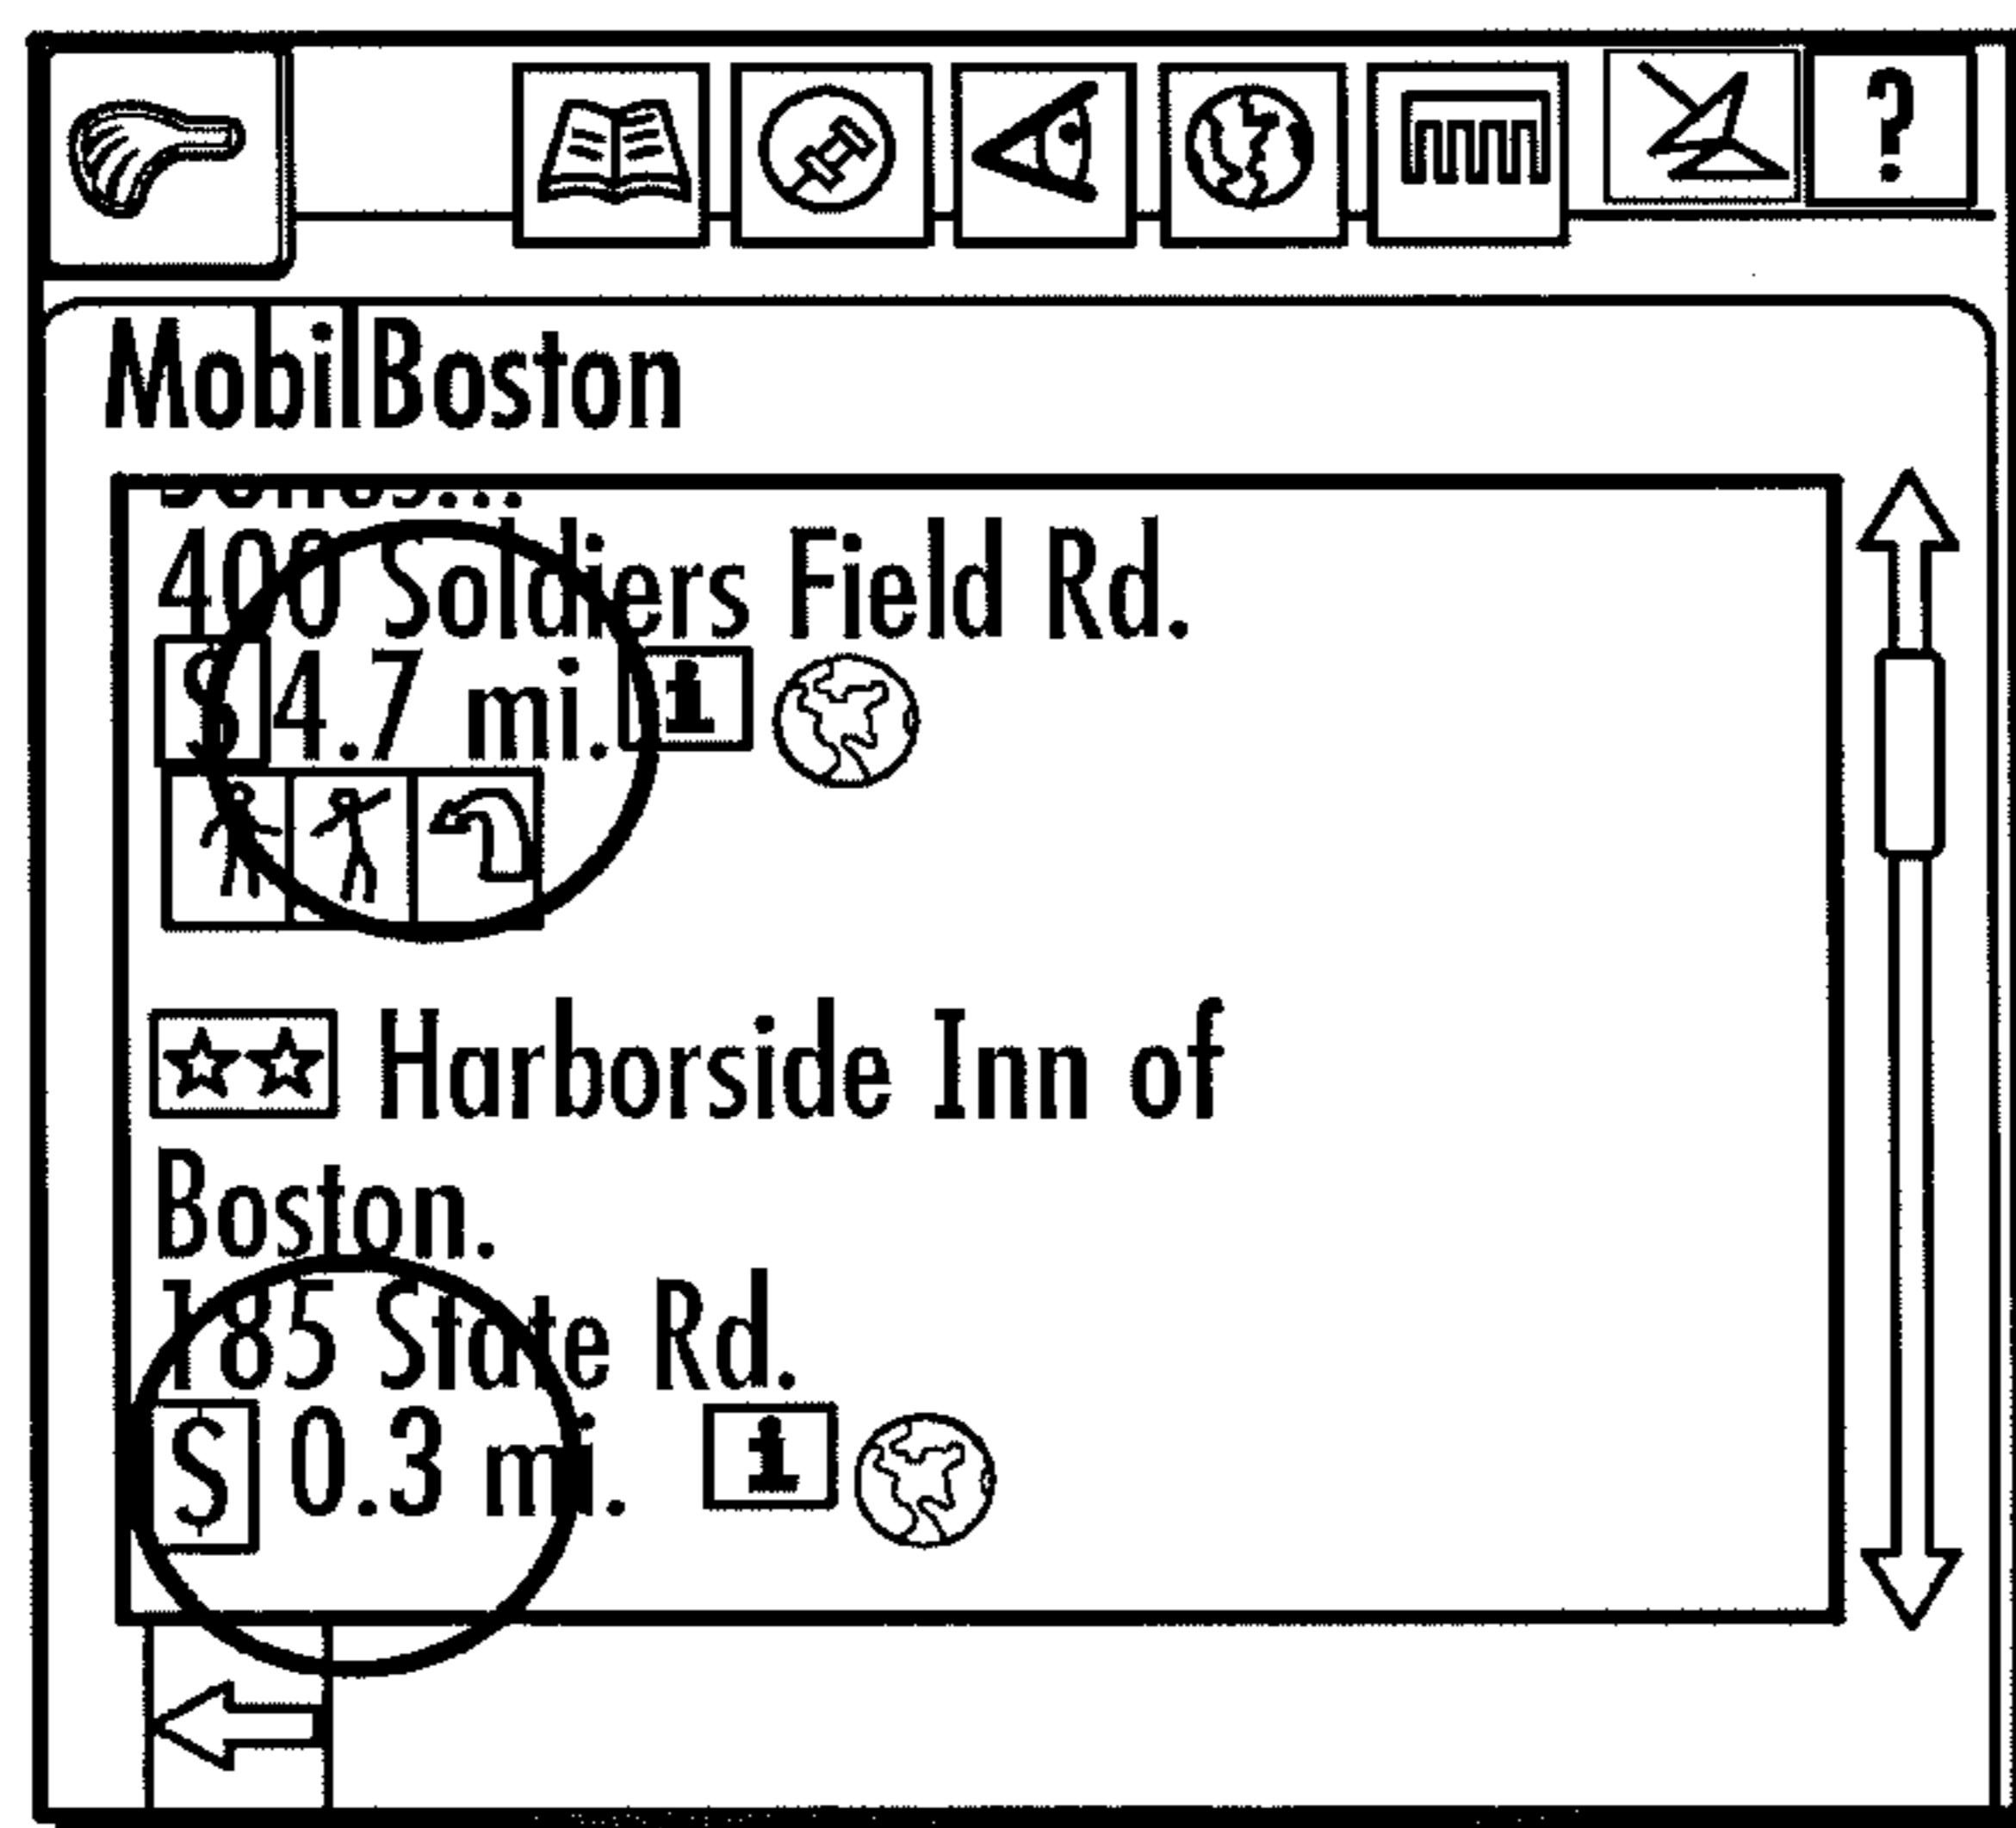 ?
MobilBoston
400 Soldiers Field Rd.
$ 4.7 mi. i
Harborside Inn of
Boston.
185 State Rd.
$ 0.3 mi. i